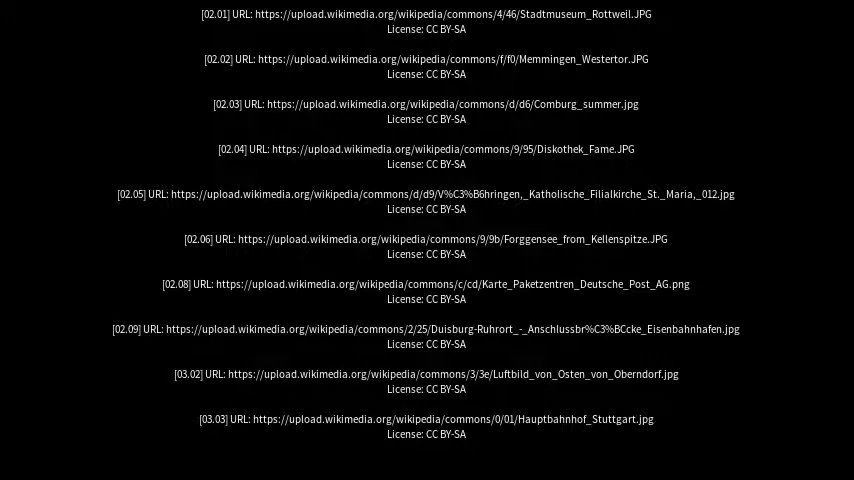 [02.01] URL: https://upload.wikimedia.org/wikipedia/commons/4/46/Stadtmuseum_Rottweil.JPG
License: CC BY-SA
[02.02] URL: https://upload.wikimedia.org/wikipedia/commons/f/f0/Memmingen_Westertor.JPG
License: CC BY-SA
[02.03] URL: https://upload.wikimedia.org/wikipedia/commons/d/d6/Comburg_summer.jpg
License: CC BY-SA
[02.04] URL: https://upload.wikimedia.org/wikipedia/commons/9/95/Diskothek_Fame.JPG
License: CC BY-SA
[02.05] URL: https://upload.wikimedia.org/wikipedia/commons/d/d9/V%C3%B6hringen,_Katholische_Filialkirche_St._Maria,_012.jpg
License: CC BY-SA
[02.06] URL: https://upload.wikimedia.org/wikipedia/commons/9/9b/Forggensee_from_Kellenspitze.JPG
License: CC BY-SA
[02.08] URL: https://upload.wikimedia.org/wikipedia/commons/c/cd/Karte_Paketzentren_Deutsche_Post_AG.png
License: CC BY-SA
[02.09] URL: https://upload.wikimedia.org/wikipedia/commons/2/25/Duisburg-Ruhrort_-_Anschlussbr%C3%BCcke_Eisenbahnhafen.jpg
License: CC BY-SA
[03.02] URL: https://upload.wikimedia.org/wikipedia/commons/3/3e/Luftbild_von_Osten_von_Oberndorf.jpg
License: CC BY-SA
[03.03] URL: https://upload.wikimedia.org/wikipedia/commons/0/01/Hauptbahnhof_Stuttgart.jpg
License: CC BY-SA